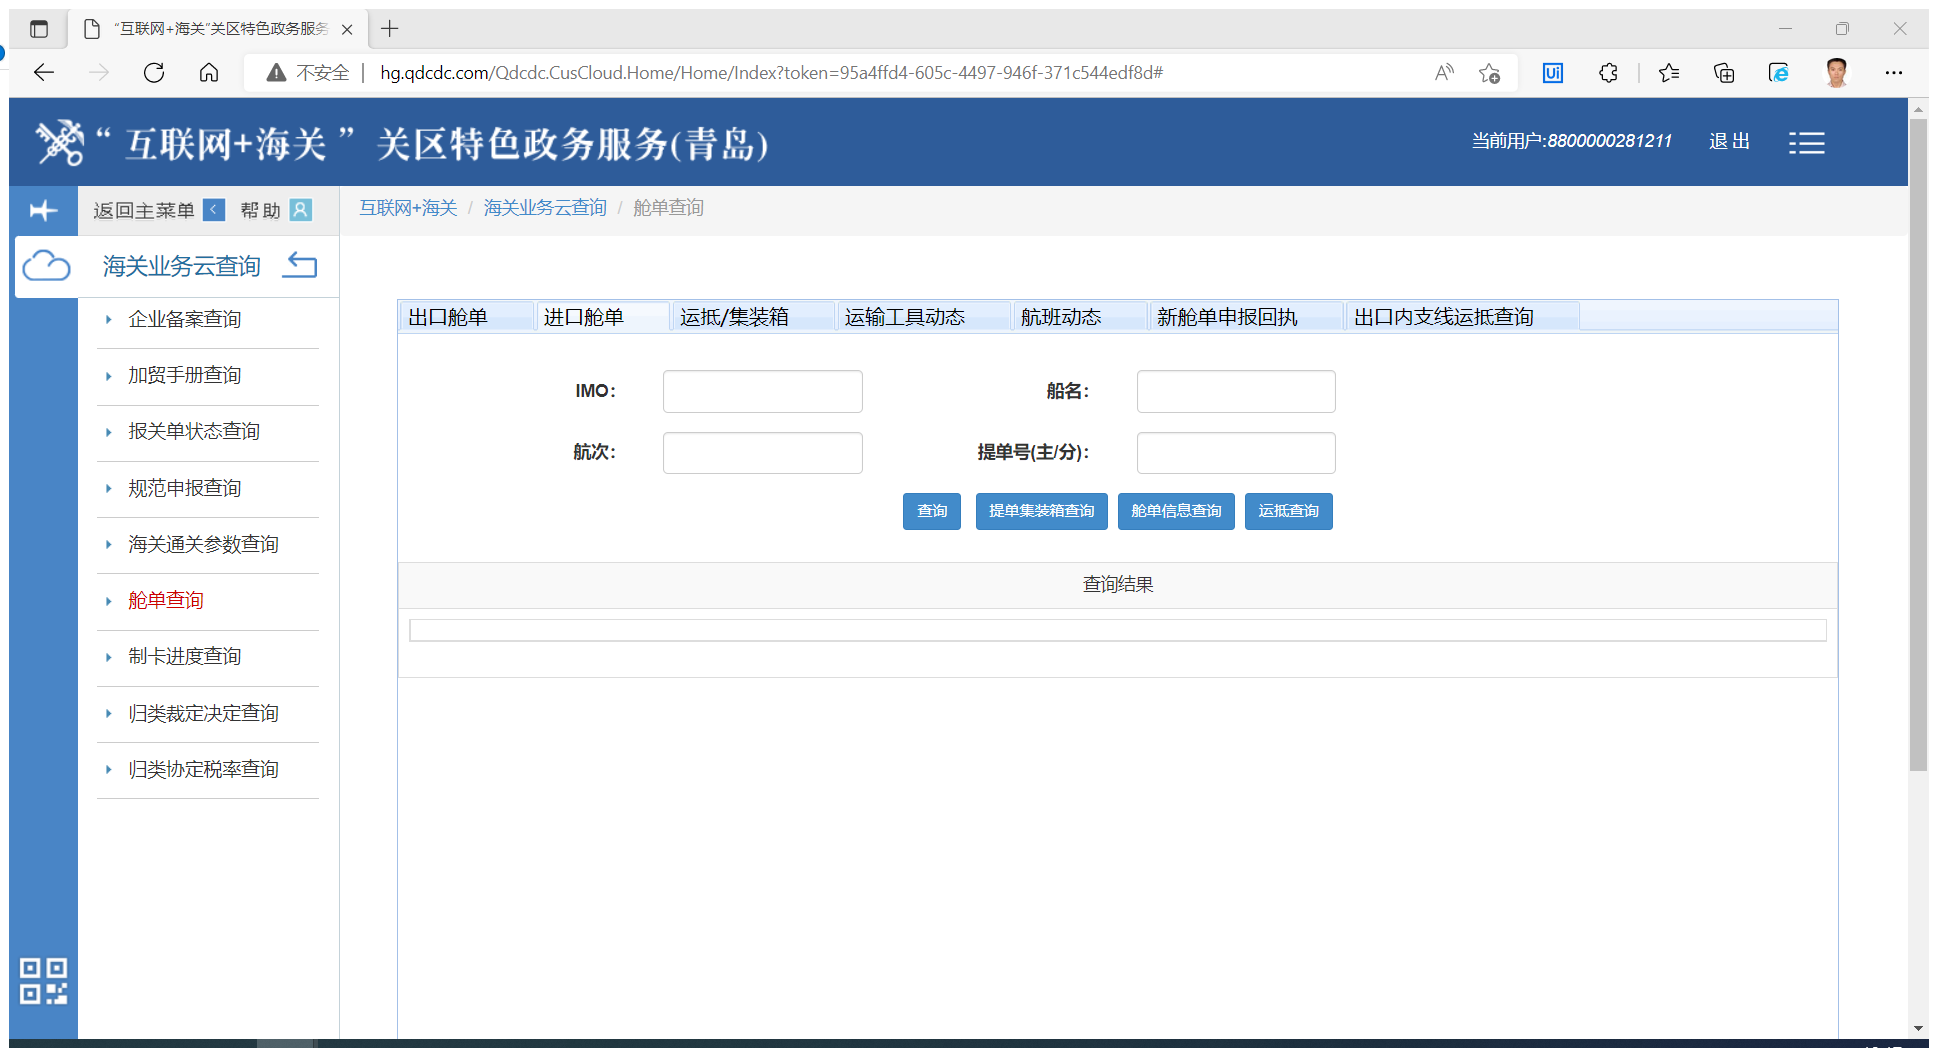 “互联网+海关”关区特色政务服务
不安全 | hg.qdcdc.com/Qdcdc.CusCloud.Home/Home/Index?token=95a4ffd4-605c-4497-946f-371c544edf8d#
“互联网+海关”关区特色政务服务(青岛)
当前用户:8800000281211 退出
返回主菜单 帮助
互联网+海关 / 海关业务云查询 / 舱单查询
海关业务云查询
企业备案查询
加贸手册查询
报关单状态查询
规范申报查询
海关通关参数查询
舱单查询
制卡进度查询
归类裁定决定查询
归类协定税率查询
出口舱单 进口舱单 运抵/集装箱 运输工具动态 航班动态 新舱单申报回执 出口内支线运抵查询
IMO: 船名:
航次: 提单号(主/分):
查询 提单集装箱查询 舱单信息查询 运抵查询
查询结果